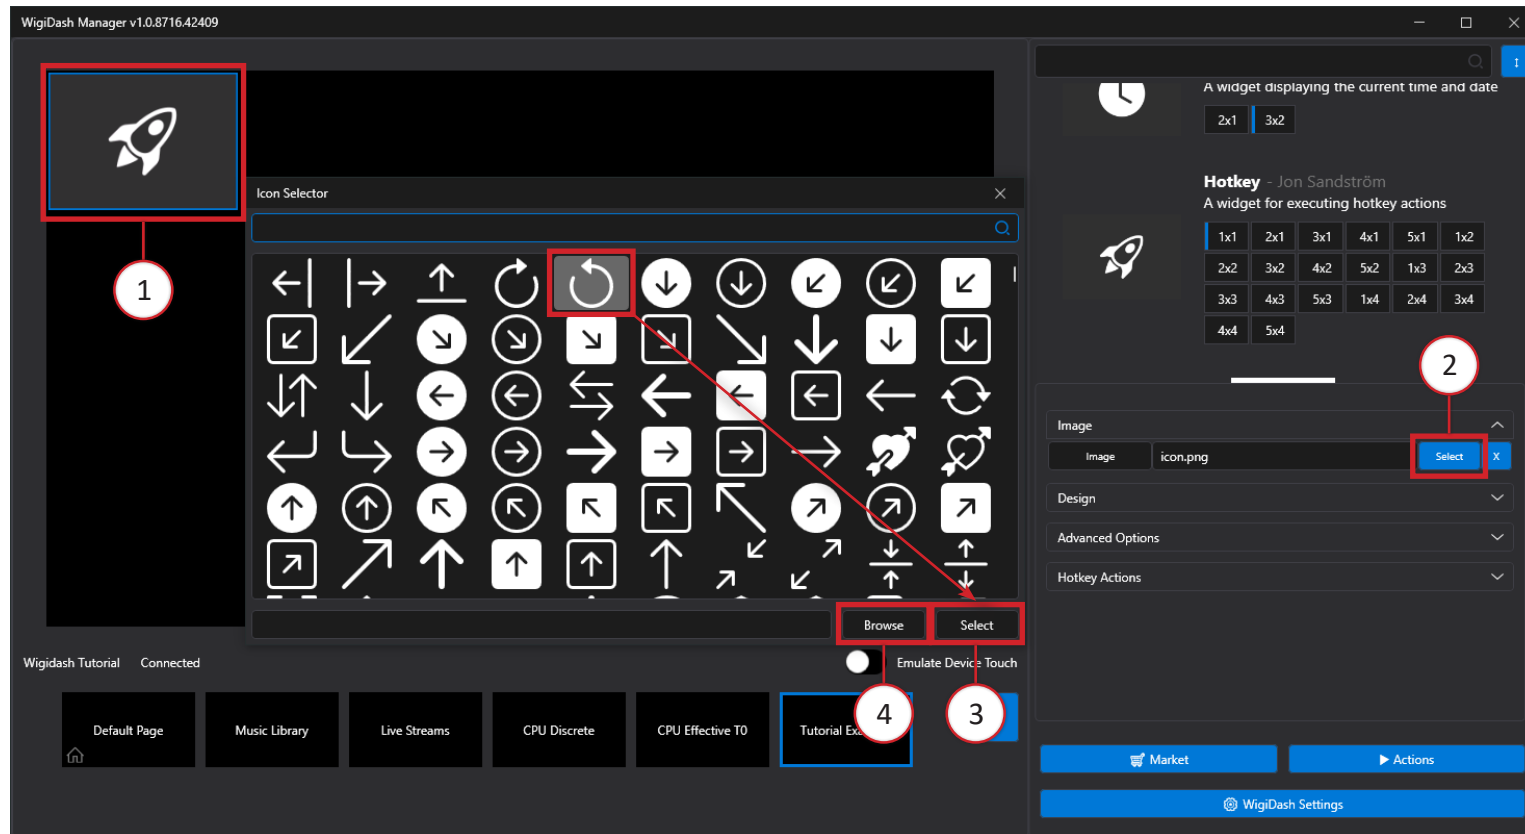 WigiDash Manager v1.0.8716.42409
A widget displaying the current time and date
2x1 3x2
Hotkey - Jon Sandström
A widget for executing hotkey actions
1x1 2x1 3x1 4x1 5x1 1x2
2x2 3x2 4x2 5x2 1x3 2x3
3x3 4x3 5x3 1x4 2x4 3x4
4x4 5x4
Icon Selector
1
2
Image
Image icon.png Select X
Design
Advanced Options
Hotkey Actions
Browse Select
Wigidash Tutorial Connected
Emulate Device Touch
4 3
Default Page Music Library Live Streams CPU Discrete CPU Effective T0 Tutorial
Market Actions
WigiDash Settings